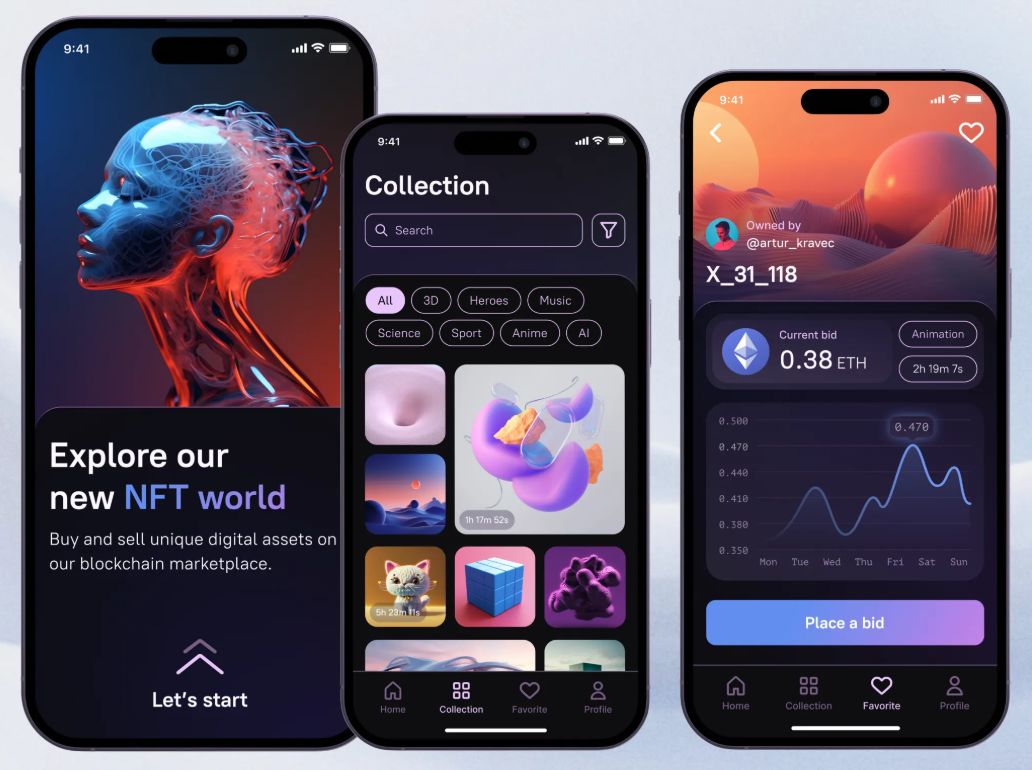 9:41
Explore our
new NFT world
Buy and sell unique digital assets on
our blockchain marketplace.
Let's start
9:41
Collection
Search
All
3D
Heroes
Music
Science
Sport
Anime
AI
1h 17m 52s
5h 23m 11s
Home
Collection
Favorite
Profile
9:41
Owned by
@artur_kravec
X_31_118
Current bid
0.38 ETH
Animation
2h 19m 7s
0.500
0.470
0.470
0.440
0.410
0.380
0.350
Mon Tue Wed Thu Fri Sat Sun
Place a bid
Home
Collection
Favorite
Profile